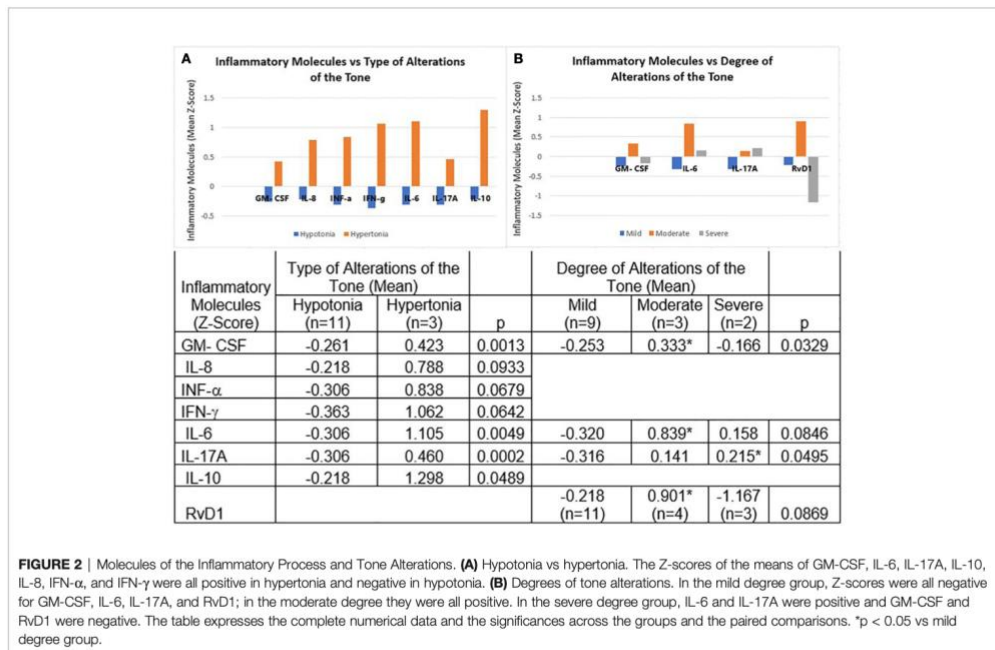 A
Inflammatory Molecules vs Type of Alterations
of the Tone
Inflammatory Molecules (Mean Z-Score)
1.5
1
0.5
0
-0.5
GM- CSF IL-8 INF-a IFN-g IL-6 IL-17A IL-10
Hypotonia Hypertonia
B
Inflammatory Molecules vs Degree of
Alterations of the Tone
Inflammatory Molecules (Mean Z-Score)
1.5
1
0.5
0
-0.5
-1
-1.5
GM- CSF IL-6 IL-17A RvD1
Mild Moderate Severe
Inflammatory
Molecules
(Z-Score)
Type of Alterations of the
Tone (Mean)
Hypotonia
(n=11)
Hypertonia
(n=3)
p
Degree of Alterations of the
Tone (Mean)
Mild
(n=9)
Moderate
(n=3)
Severe
(n=2)
p
GM- CSF -0.261 0.423 0.0013 -0.253 0.333* -0.166 0.0329
IL-8 -0.218 0.788 0.0933
INF-α -0.306 0.838 0.0679
IFN-γ -0.363 1.062 0.0642
IL-6 -0.306 1.105 0.0049 -0.320 0.839* 0.158 0.0846
IL-17A -0.306 0.460 0.0002 -0.316 0.141 0.215* 0.0495
IL-10 -0.218 1.298 0.0489
RvD1
-0.218
(n=11)
0.901*
(n=4)
-1.167
(n=3)
0.0869
FIGURE 2 | Molecules of the Inflammatory Process and Tone Alterations. (A) Hypotonia vs hypertonia. The Z-scores of the means of GM-CSF, IL-6, IL-17A, IL-10,
IL-8, IFN-α, and IFN-γ were all positive in hypertonia and negative in hypotonia. (B) Degrees of tone alterations. In the mild degree group, Z-scores were all negative
for GM-CSF, IL-6, IL-17A, and RvD1; in the moderate degree they were all positive. In the severe degree group, IL-6 and IL-17A were positive and GM-CSF and
RvD1 were negative. The table expresses the complete numerical data and the significances across the groups and the paired comparisons. *p < 0.05 vs mild
degree group.